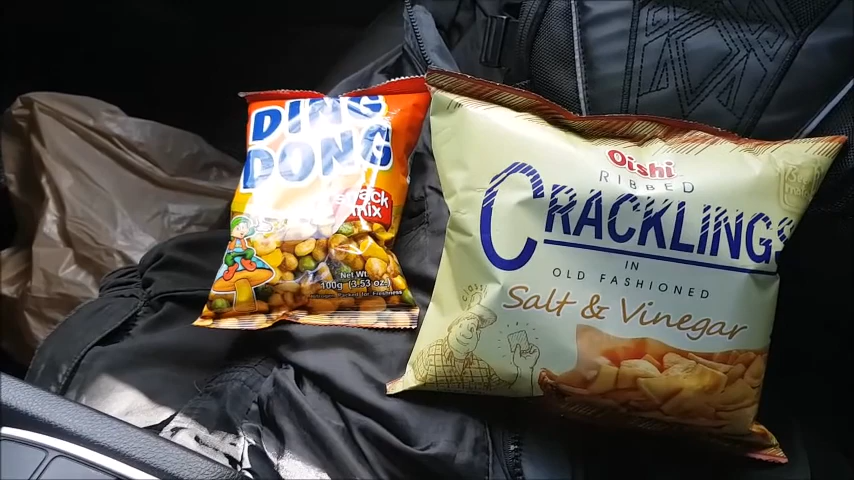 DING
DONG
snack
mix
Net Wt
100g (3.53 oz.)
Oishi
RIBBED
CRACKLINGS
IN
OLD FASHIONED
Salt & Vinegar